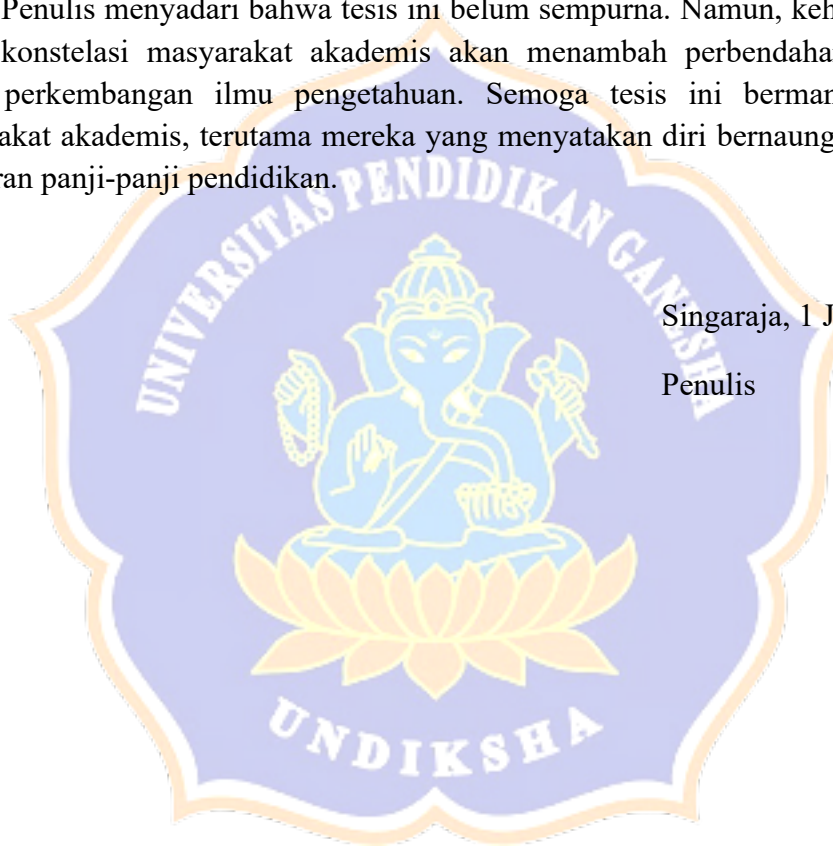 Penulis menyadari bahwa tesis ini belum sempurna. Namun, keh
konstelasi masyarakat akademis akan menambah perbendaha
perkembangan ilmu pengetahuan. Semoga tesis ini berman
akat akademis, terutama mereka yang menyatakan diri bernaung
ran panji-panji pendidikan.
UNIVERSITAS PENDIDIKAN GANESHA
Singaraja, 1 J
Penulis
UNDIKSHA